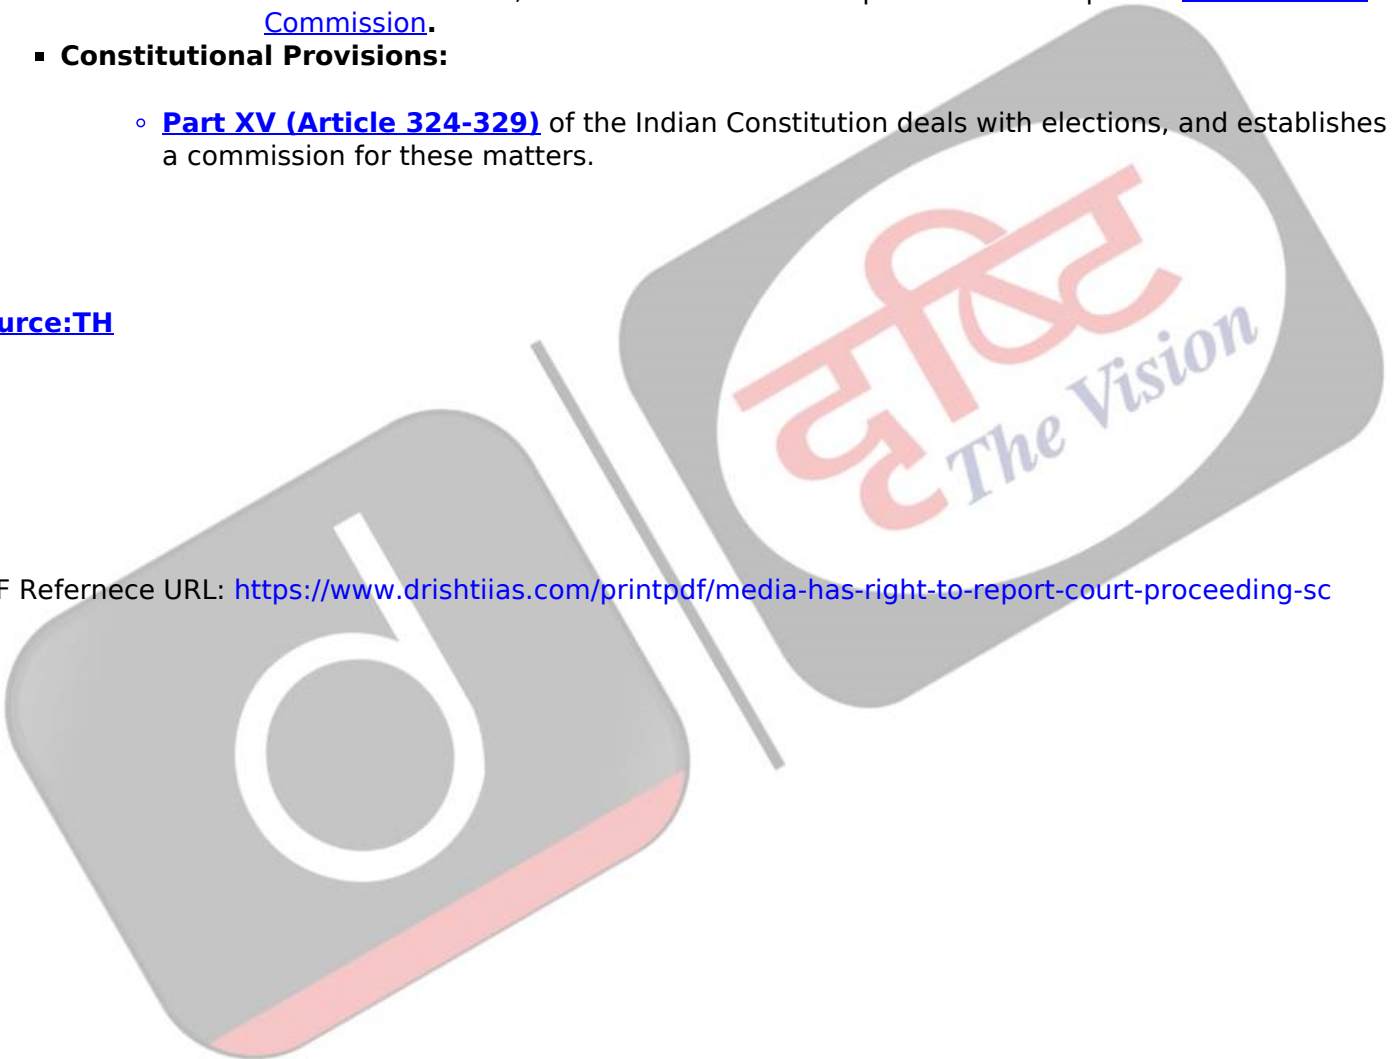 Commission.
▪ Constitutional Provisions:
◦ Part XV (Article 324-329) of the Indian Constitution deals with elections, and establishes
a commission for these matters.
urce:TH
दृष्टि
The Vision
d
F Refernece URL: https://www.drishtiias.com/printpdf/media-has-right-to-report-court-proceeding-sc